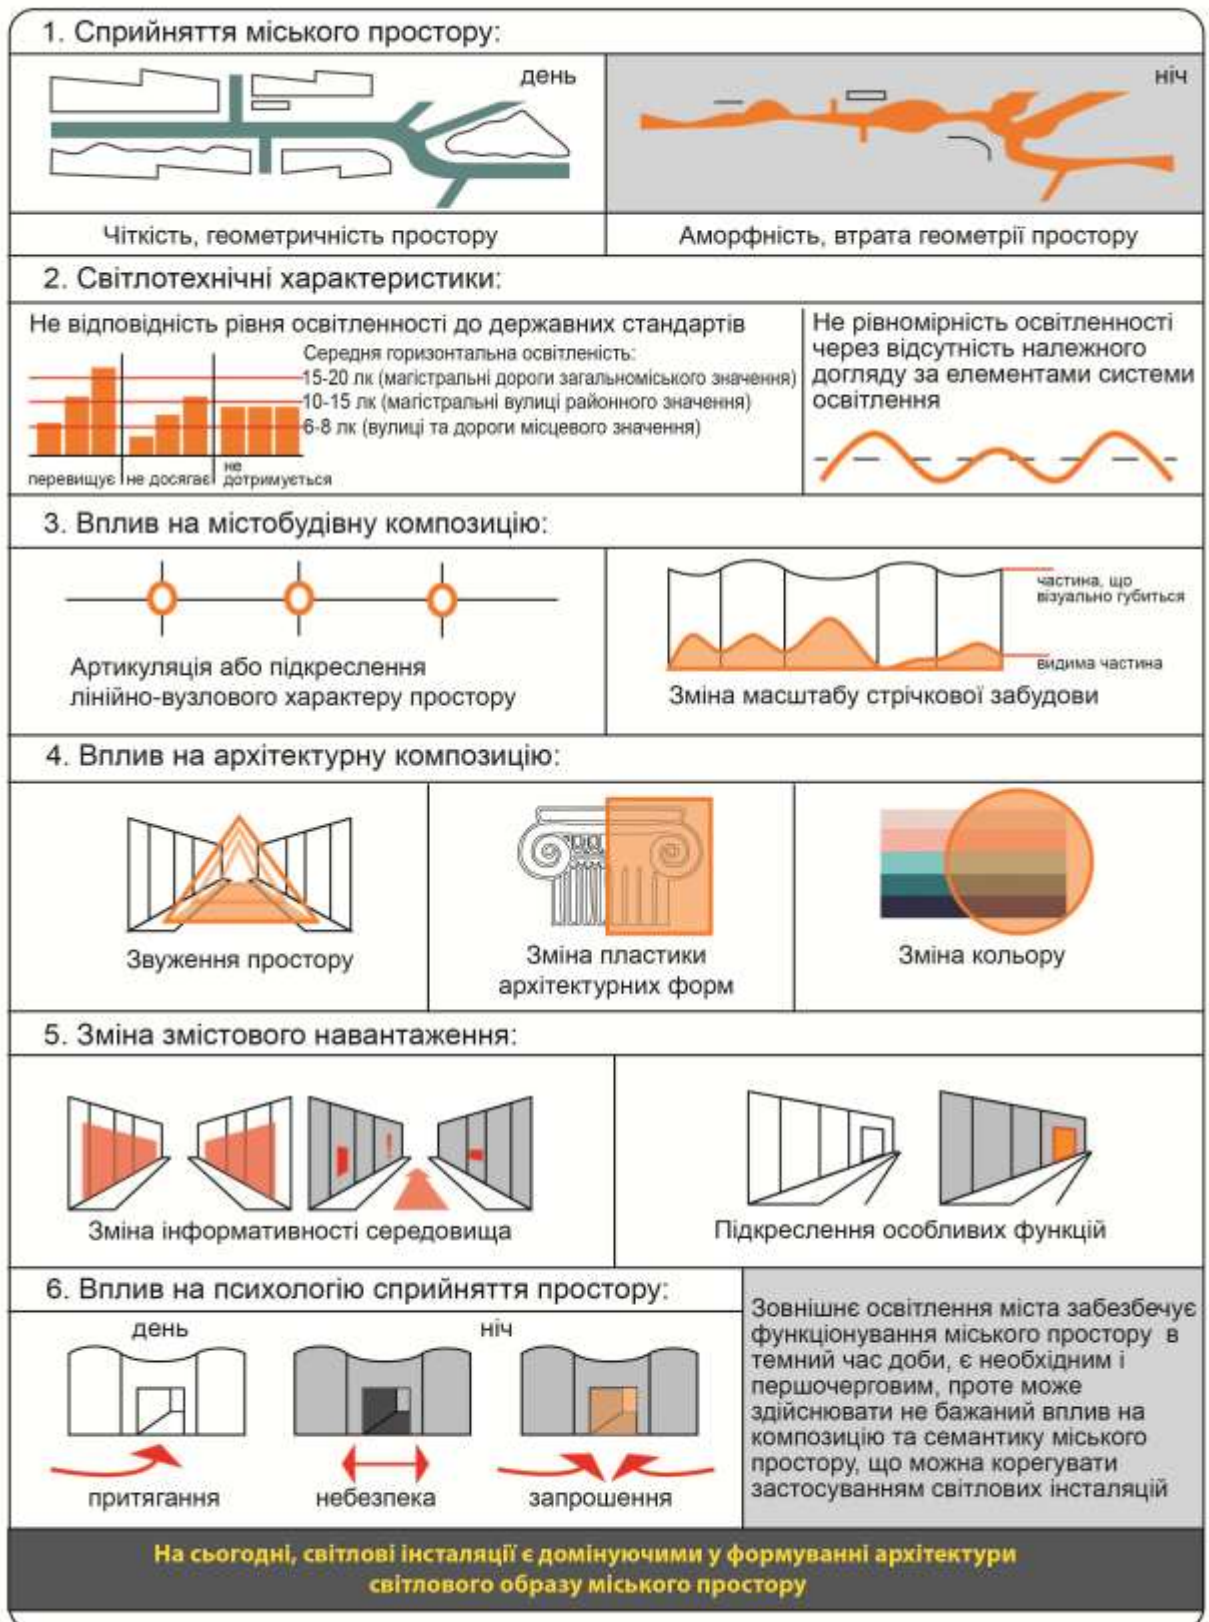 1. Сприйняття міського простору:
день
ніч
Чіткість, геометричність простору
Аморфність, втрата геометрії простору
2. Світлотехнічні характеристики:
Не відповідність рівня освітленності до державних стандартів
Середня горизонтальна освітленість:
15-20 лк (магістральні дороги загальноміського значення)
10-15 лк (магістральні вулиці районного значення)
6-8 лк (вулиці та дороги місцевого значення)
перевищує
не досягає
не
дотримується
Не рівномірність освітленності
через відсутність належного
догляду за елементами системи
освітлення
3. Вплив на містобудівну композицію:
Артикуляція або підкреслення
лінійно-вузлового характеру простору
частина, що
візуально губиться
видима частина
Зміна масштабу стрічкової забудови
4. Вплив на архітектурну композицію:
Звуження простору
Зміна пластики
архітектурних форм
Зміна кольору
5. Зміна змістового навантаження:
Зміна інформативності середовища
Підкреслення особливих функцій
6. Вплив на психологію сприйняття простору:
день
ніч
притягання
небезпека
запрошення
Зовнішнє освітлення міста забезбечує
функціонування міського простору в
темний час доби, є необхідним і
першочерговим, проте може
здійснювати не бажаний вплив на
композицію та семантику міського
простору, що можна корегувати
застосуванням світлових інсталяцій
На сьогодні, світлові інсталяції є домінуючими у формуванні архітектури
світлового образу міського простору